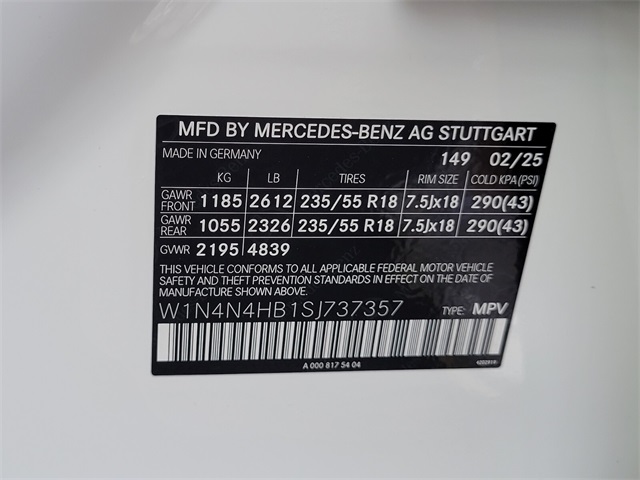 MFD BY MERCEDES-BENZ AG STUTTGART
MADE IN GERMANY 149 02/25
KG LB TIRES RIM SIZE COLD KPA(PSI)
GAWR FRONT 1185 2612 235/55 R18 7.5Jx18 290(43)
GAWR REAR 1055 2326 235/55 R18 7.5Jx18 290(43)
GVWR 2195 4839
THIS VEHICLE CONFORMS TO ALL APPLICABLE FEDERAL MOTOR VEHICLE
SAFETY AND THEFT PREVENTION STANDARDS IN EFFECT ON THE DATE OF
MANUFACTURE SHOWN ABOVE.
W1N4N4HB1SJ737357 TYPE: MPV
A 000 817 54 04